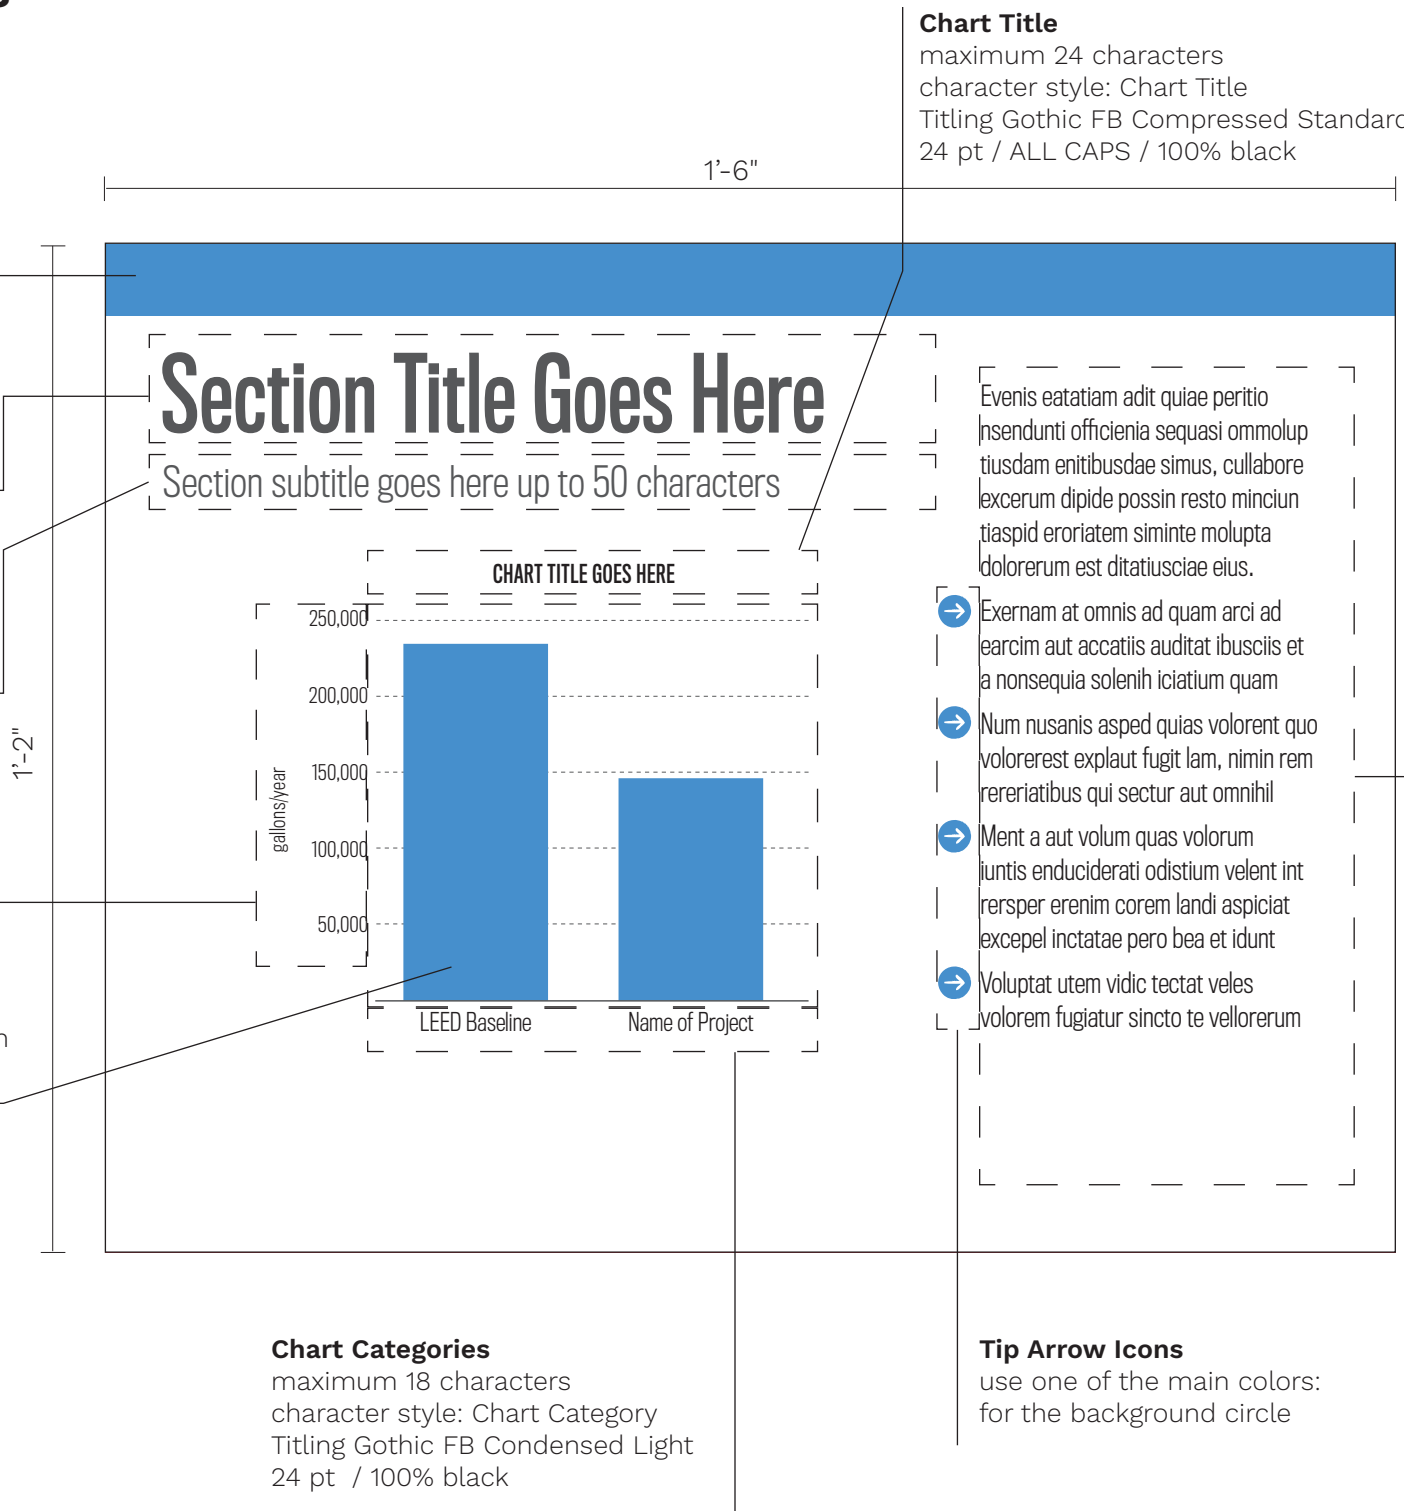 Chart Title
maximum 24 characters
character style: Chart Title
Titling Gothic FB Compressed Standard
24 pt / ALL CAPS / 100% black
1'-6"
1'-2"
Section Title Goes Here
Section subtitle goes here up to 50 characters
CHART TITLE GOES HERE
250,000
200,000
150,000
100,000
50,000
gallons/year
LEED Baseline
Name of Project
Evenis eatatiam adit quiae peritio
nsendunti officienia sequasi ommolup
tiusdam enitibusdae simus, cullabore
excerum dipide possin resto minciun
tiaspid eroriatem siminte molupta
dolorerum est ditatiusciae eius.
Exernam at omnis ad quam arci ad
earcim aut accatiis auditat ibusciis et
a nonsequia solenih iciatium quam
Num nusanis asped quias volorent quo
volorerest explaut fugit lam, nimin rem
rereriatibus qui sectur aut omnihil
Ment a aut volum quas volorum
iuntis enduciderati odistium velent int
rersper erenim corem landi aspiciat
excepel inctatae pero bea et idunt
Voluptat utem vidic tectat veles
volorem fugiatur sincto te vellorerum
Chart Categories
maximum 18 characters
character style: Chart Category
Titling Gothic FB Condensed Light
24 pt / 100% black
Tip Arrow Icons
use one of the main colors:
for the background circle